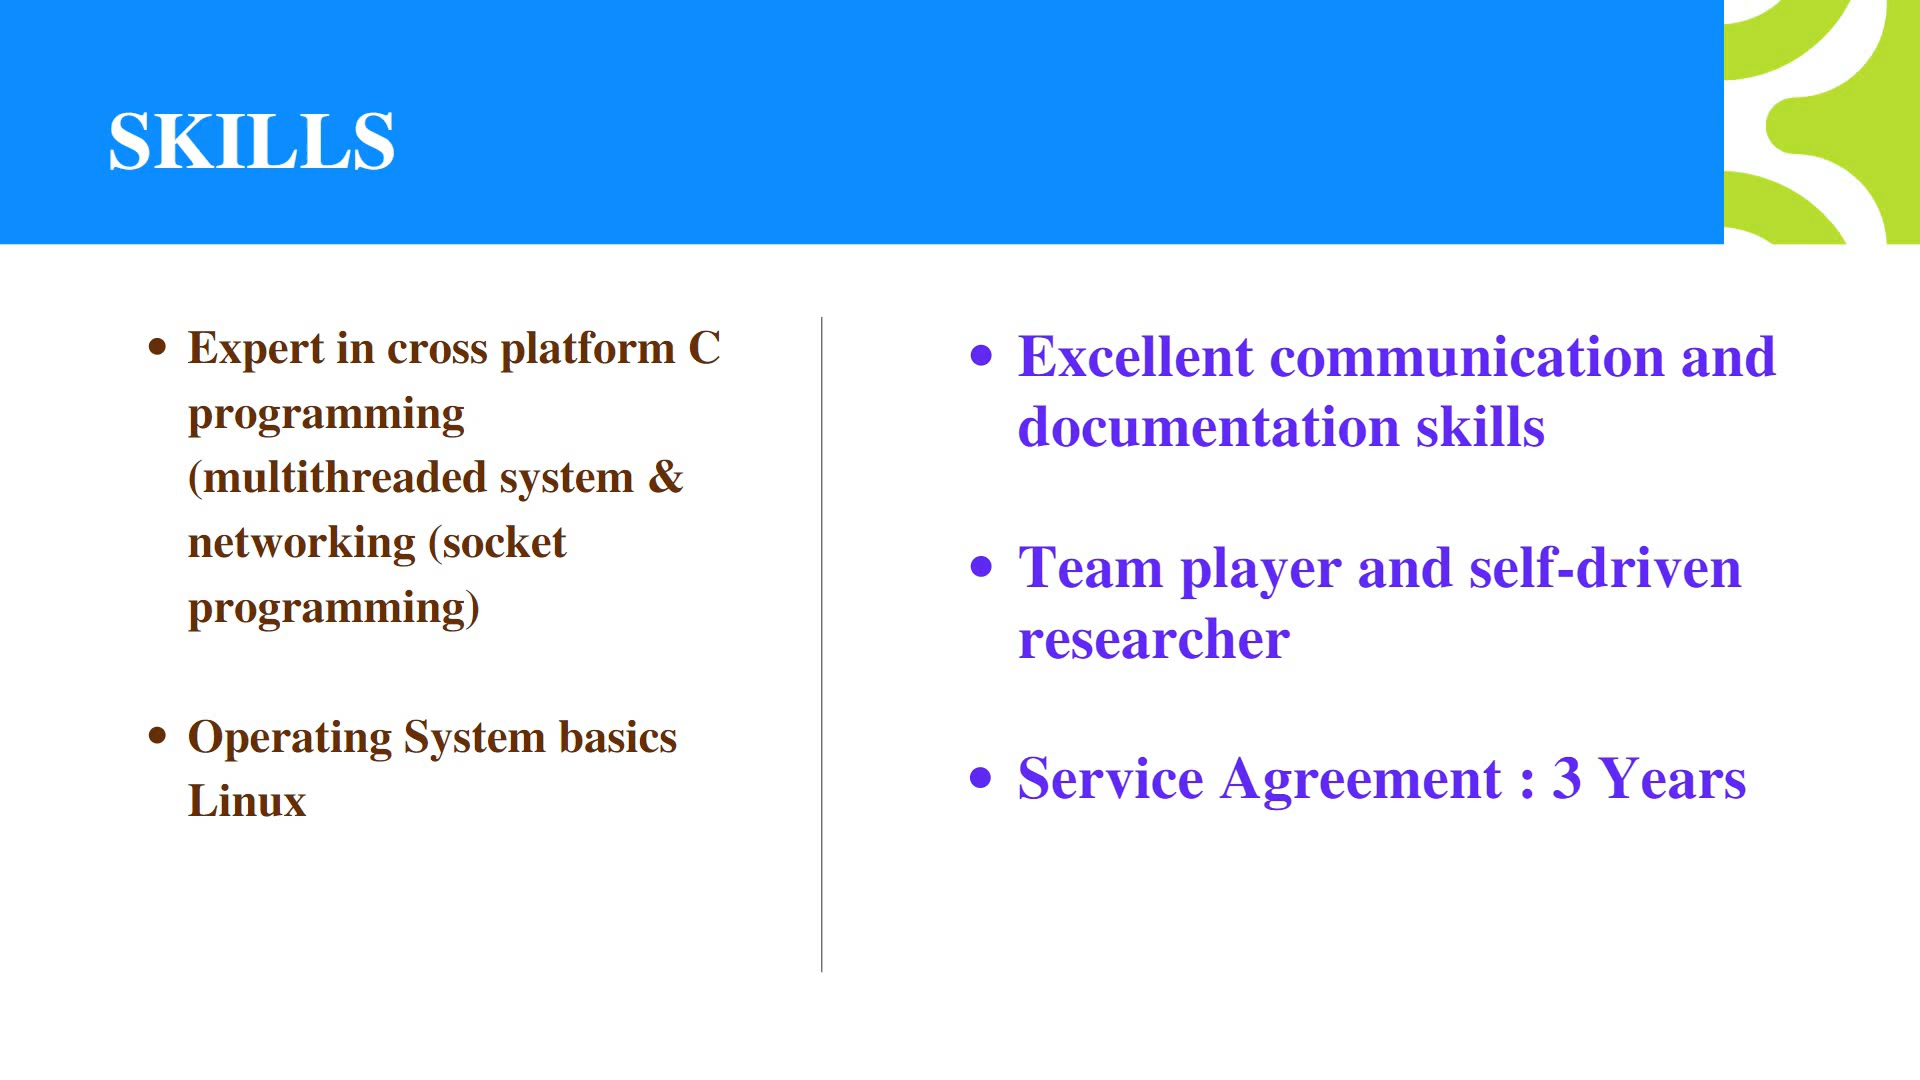 SKILLS
• Expert in cross platform C
programming
(multithreaded system &
networking (socket
programming)
• Operating System basics
Linux
• Excellent communication and
documentation skills
• Team player and self-driven
researcher
• Service Agreement : 3 Years